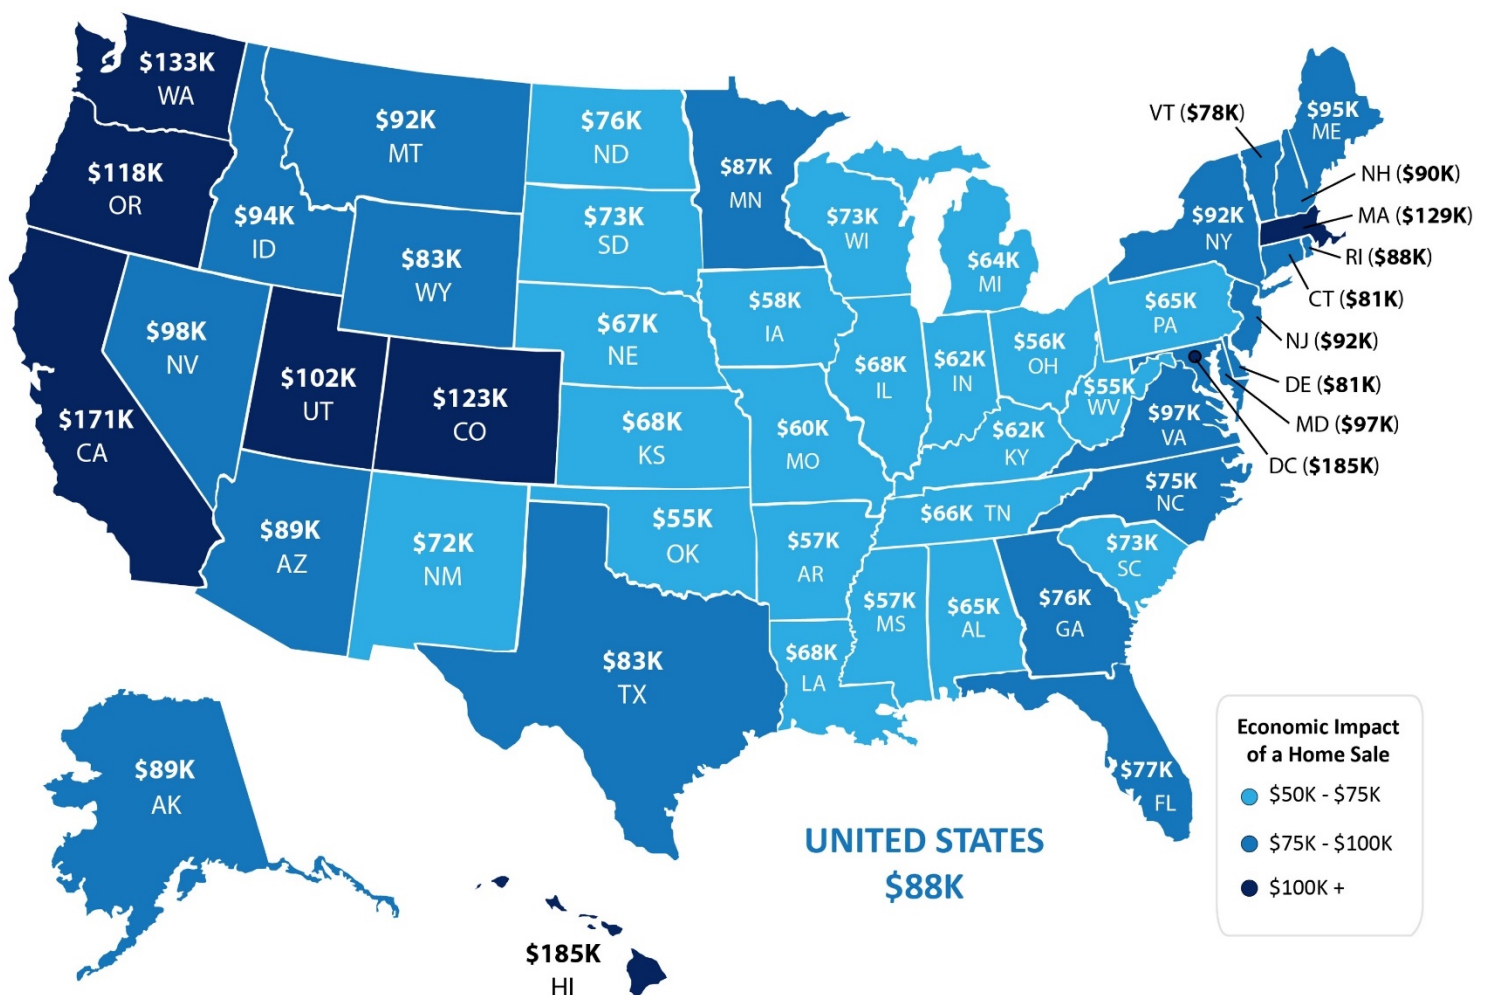 $133K
WA
$118K
OR
$171K
CA
$98K
NV
$94K
ID
$92K
MT
$83K
WY
$102K
UT
$123K
CO
$89K
AZ
$72K
NM
$76K
ND
$73K
SD
$67K
NE
$68K
KS
$55K
OK
$83K
TX
$87K
MN
$58K
IA
$60K
MO
$57K
AR
$68K
LA
$73K
WI
$68K
IL
$64K
MI
$62K
IN
$56K
OH
$62K
KY
$66K TN
$57K
MS
$65K
AL
$76K
GA
$77K
FL
$73K
SC
$75K
NC
$97K
VA
$55K
WV
$65K
PA
$92K
NY
$95K
ME
VT ($78K)
NH ($90K)
MA ($129K)
RI ($88K)
CT ($81K)
NJ ($92K)
DE ($81K)
MD ($97K)
DC ($185K)
$89K
AK
$185K
HI
UNITED STATES
$88K
Economic Impact
of a Home Sale
$50K - $75K
$75K - $100K
$100K +